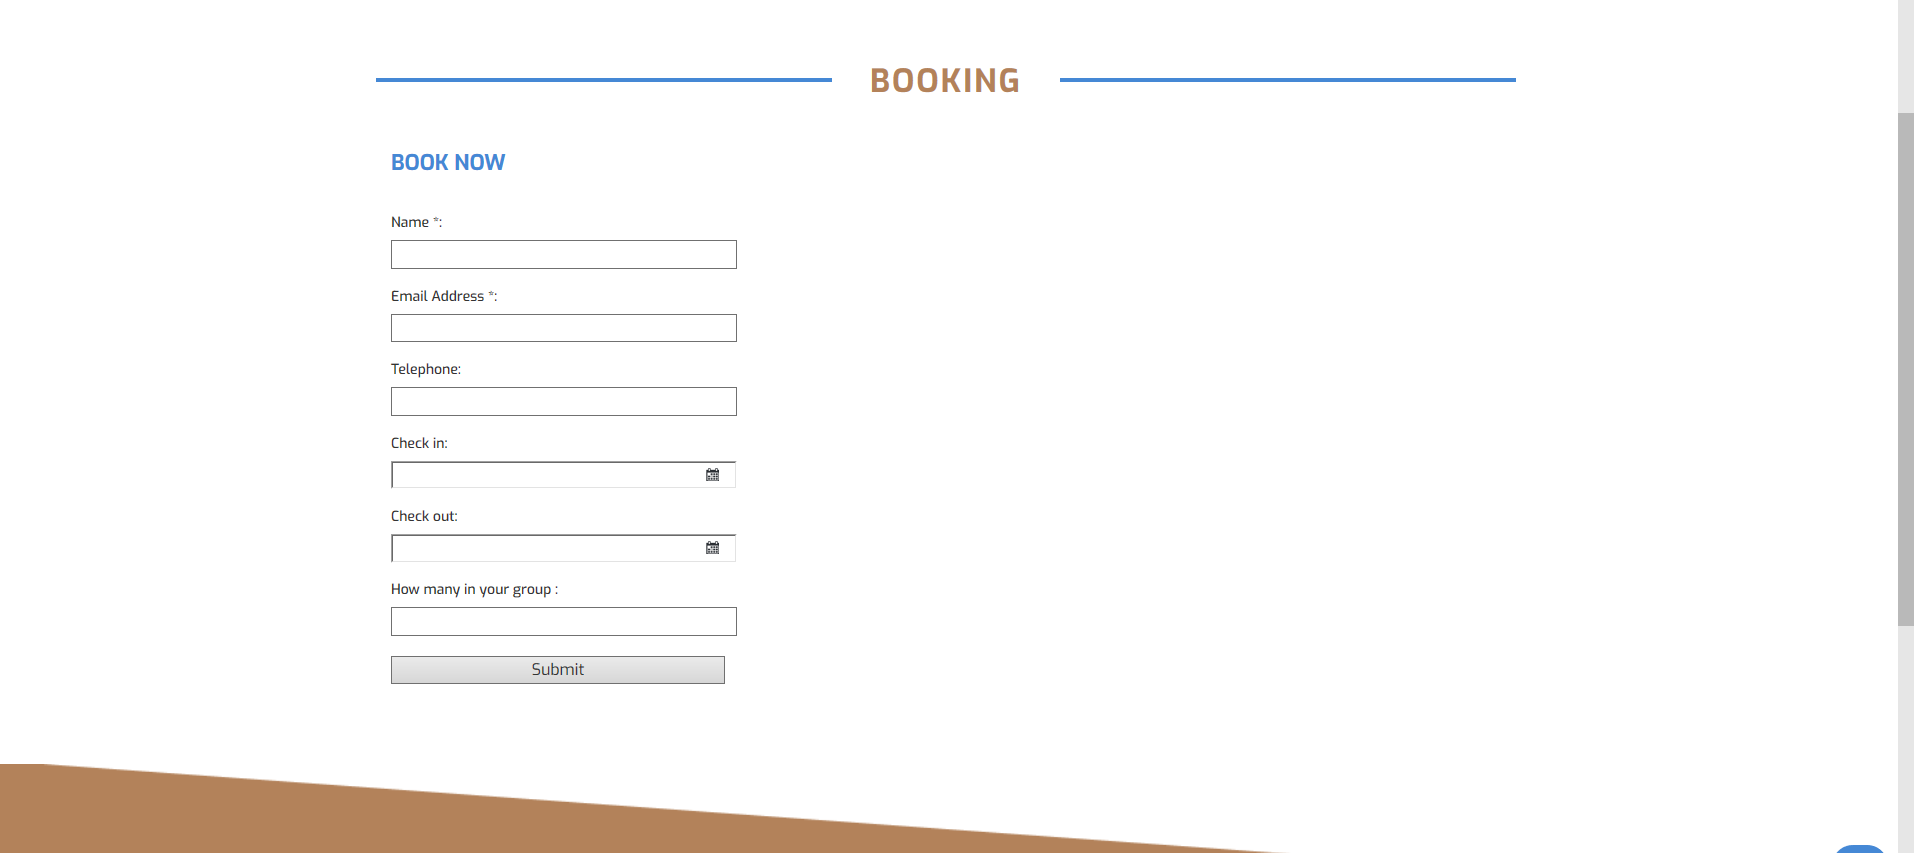 BOOKING
BOOK NOW
Name *:
Email Address *:
Telephone:
Check in:
Check out:
How many in your group :
Submit